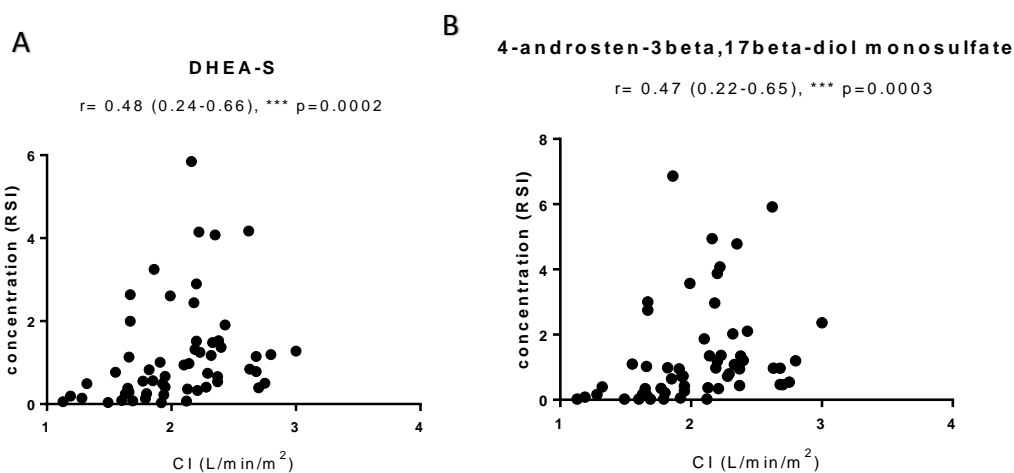 A
DHEA-S
r= 0.48 (0.24-0.66), *** p=0.0002
6
4
2
0
concentration (RSI)
1 2 3 4
CI (L/min/m²)
B
4-androsten-3beta,17beta-diol monosulfate
r= 0.47 (0.22-0.65), *** p=0.0003
8
6
4
2
0
concentration (RSI)
1 2 3 4
CI (L/min/m²)